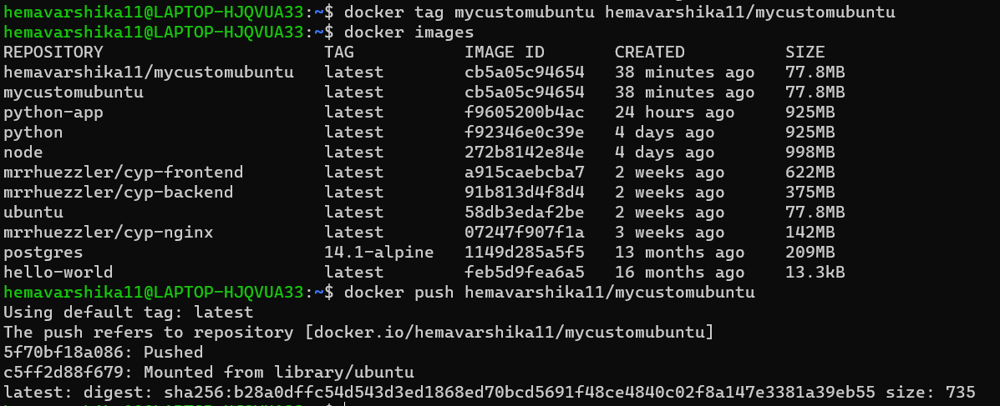 hemavarshika11@LAPTOP-HJQVUA33:~$ docker tag mycustomubuntu hemavarshika11/mycustomubuntu
hemavarshika11@LAPTOP-HJQVUA33:~$ docker images
REPOSITORY TAG IMAGE ID CREATED SIZE
hemavarshika11/mycustomubuntu latest cb5a05c94654 38 minutes ago 77.8MB
mycustomubuntu latest cb5a05c94654 38 minutes ago 77.8MB
python-app latest f9605200b4ac 24 hours ago 925MB
python latest f92346e0c39e 4 days ago 925MB
node latest 272b8142e84e 4 days ago 998MB
mrrhuezzler/cyp-frontend latest a915caebcba7 2 weeks ago 622MB
mrrhuezzler/cyp-backend latest 91b813d4f8d4 2 weeks ago 375MB
ubuntu latest 58db3edaf2be 2 weeks ago 77.8MB
mrrhuezzler/cyp-nginx latest 07247f907f1a 3 weeks ago 142MB
postgres 14.1-alpine 1149d285a5f5 13 months ago 209MB
hello-world latest feb5d9fea6a5 16 months ago 13.3kB
hemavarshika11@LAPTOP-HJQVUA33:~$ docker push hemavarshika11/mycustomubuntu
Using default tag: latest
The push refers to repository [docker.io/hemavarshika11/mycustomubuntu]
5f70bf18a086: Pushed
c5ff2d88f679: Mounted from library/ubuntu
latest: digest: sha256:b28a0dffc54d543d3ed1868ed70bcd5691f48ce4840c02f8a147e3381a39eb55 size: 735